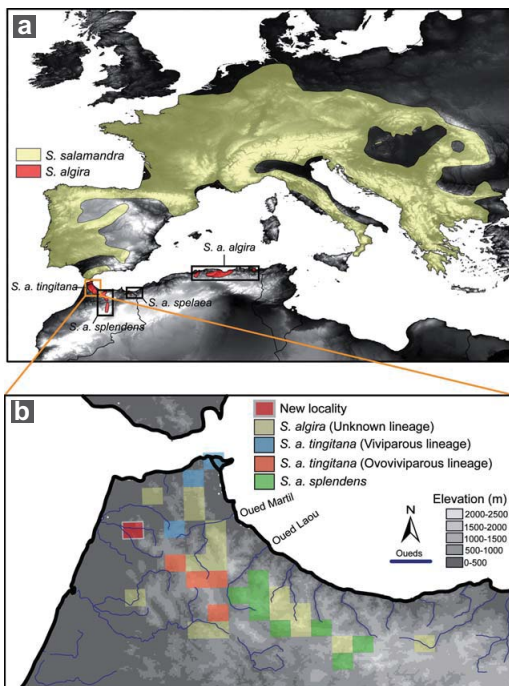 a
S. salamandra
S. algira
S. a. algira
S. a. tingitana
S. a. spelaea
S. a. splendens
b
New locality
S. algira (Unknown lineage)
S. a. tingitana (Viviparous lineage)
S. a. tingitana (Ovoviviparous lineage)
S. a. splendens
Oued Martil
Oued Laou
N
Oueds
Elevation (m)
2000-2500
1500-2000
1000-1500
500-1000
0-500